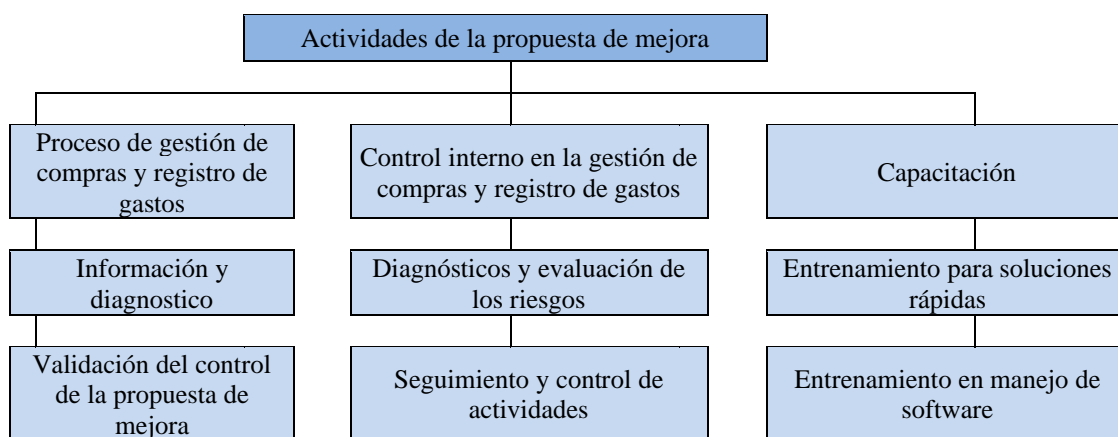 Actividades de la propuesta de mejora
Proceso de gestión de
compras y registro de
gastos
Control interno en la gestión de
compras y registro de gastos
Capacitación
Información y
diagnostico
Diagnósticos y evaluación de
los riesgos
Entrenamiento para soluciones
rápidas
Validación del control
de la propuesta de
mejora
Seguimiento y control de
actividades
Entrenamiento en manejo de
software